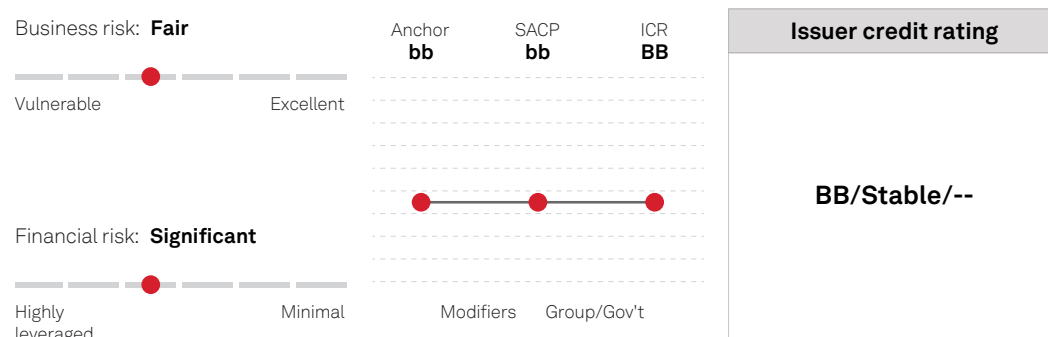 Business risk: Fair
Vulnerable Excellent
Financial risk: Significant
Highly Minimal
leveraged
Anchor SACP ICR
bb bb BB
Modifiers Group/Gov't
Issuer credit rating
BB/Stable/--